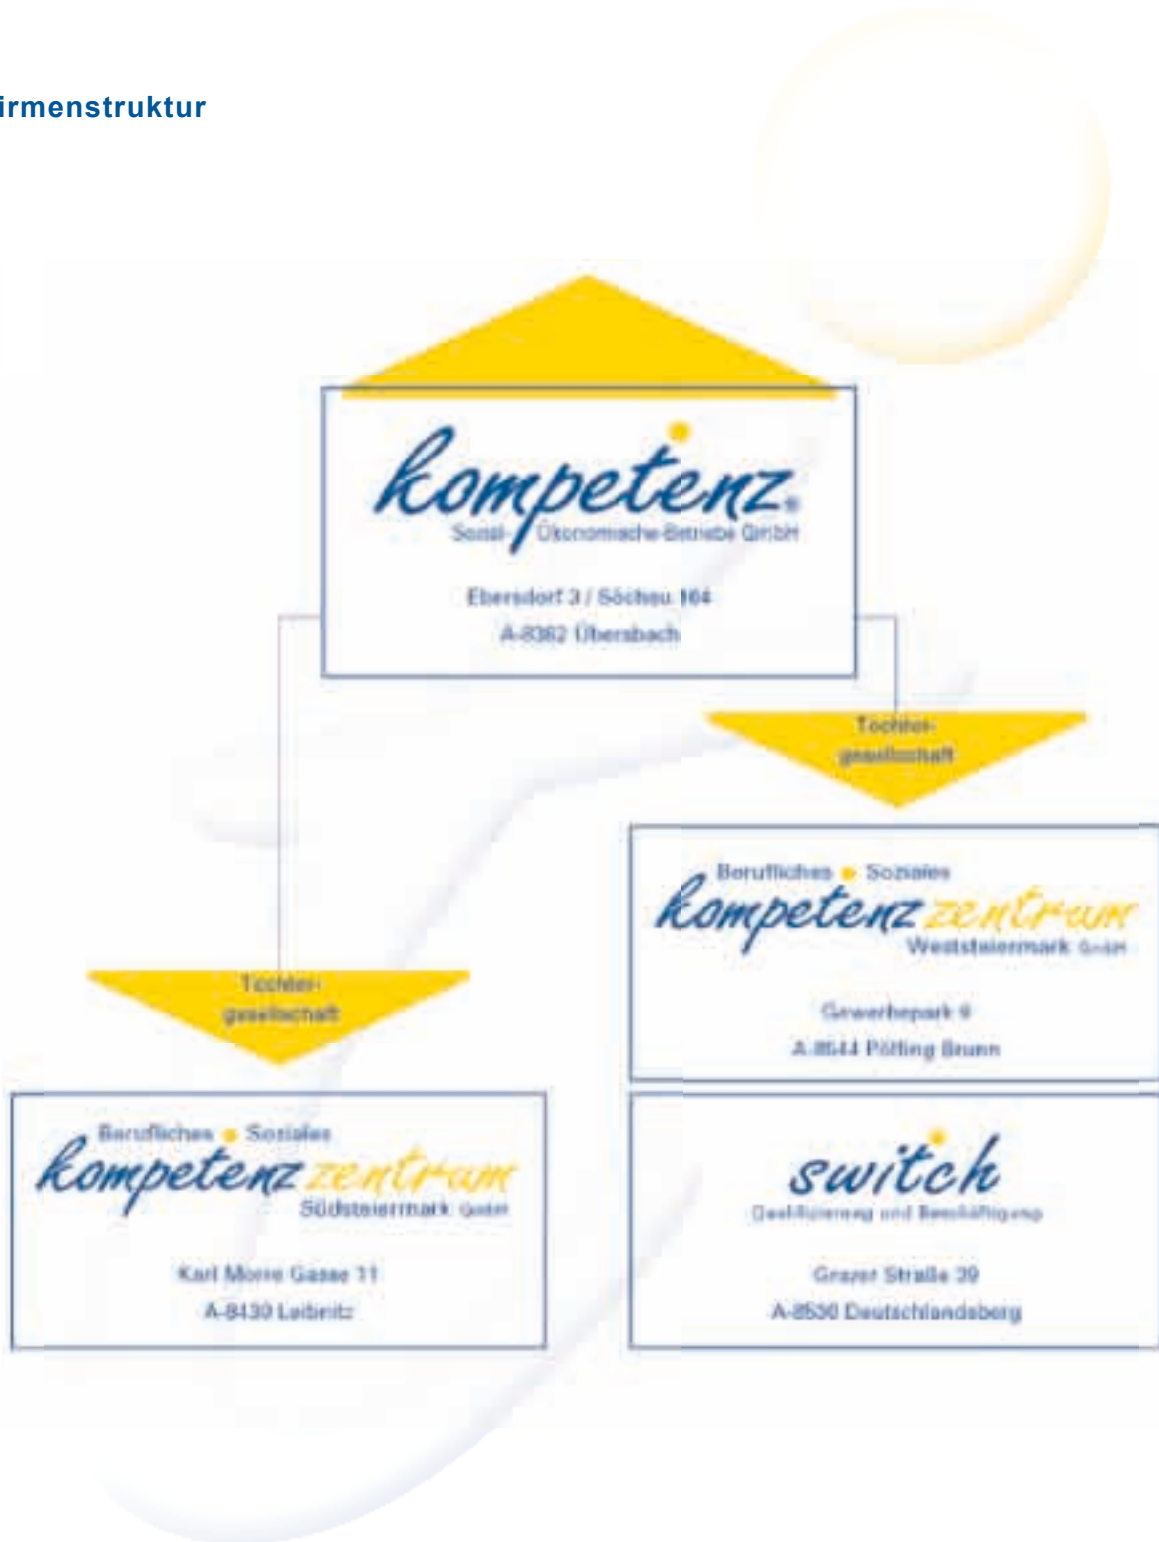 irmenstruktur
kompetenz®
Sozial- Ökonomische-Betriebe GmbH
Ebersdorf 3 / Söchau 164
A-8362 Übersbach
Tochter-
gesellschaft
Berufliches Soziales
kompetenz zentrum
Weststeiermark GmbH
Gewerbepark 9
A-8544 Pölfing Brunn
Tochter-
gesellschaft
Berufliches Soziales
kompetenz zentrum
Südsteiermark GmbH
Karl Morre Gasse 11
A-8430 Leibnitz
switch
Qualifizierung und Beschäftigung
Grazer Straße 39
A-8530 Deutschlandsberg